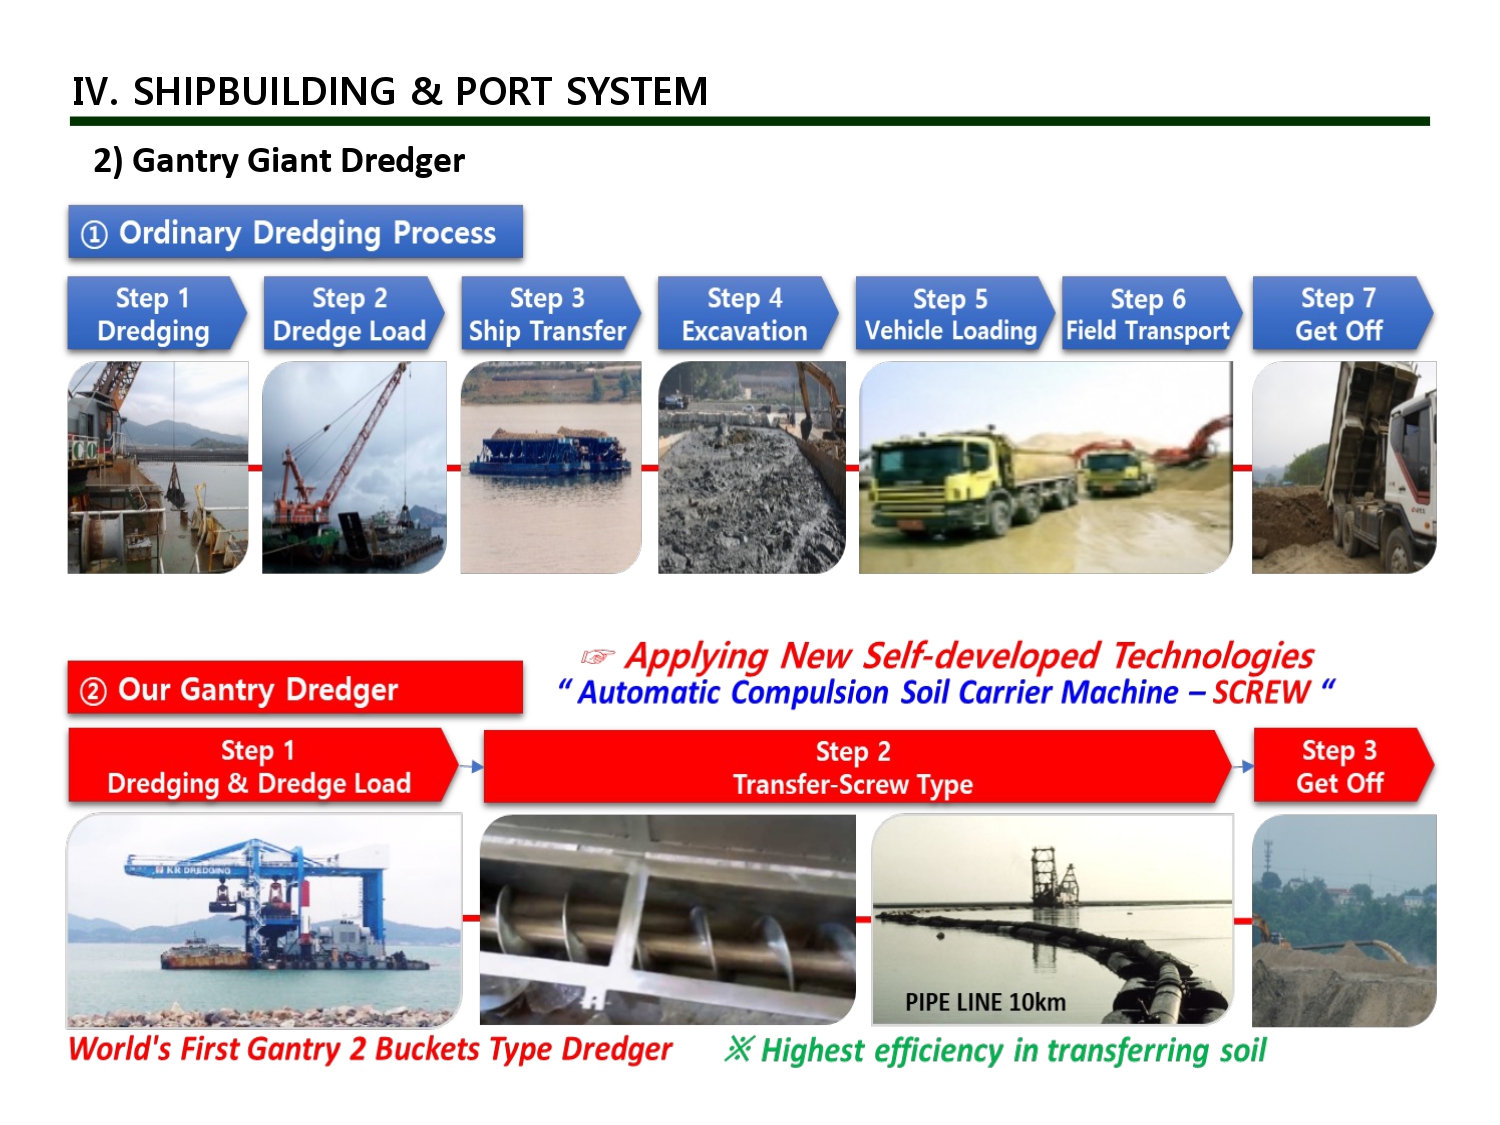 IV. SHIPBUILDING & PORT SYSTEM
2) Gantry Giant Dredger
① Ordinary Dredging Process
Step 1
Dredging
Step 2
Dredge Load
Step 3
Ship Transfer
Step 4
Excavation
Step 5
Vehicle Loading
Step 6
Field Transport
Step 7
Get Off
☞ Applying New Self-developed Technologies
“ Automatic Compulsion Soil Carrier Machine – SCREW “
② Our Gantry Dredger
Step 1
Dredging & Dredge Load
Step 2
Transfer-Screw Type
Step 3
Get Off
KR DREDGING
PIPE LINE 10km
World's First Gantry 2 Buckets Type Dredger
※ Highest efficiency in transferring soil